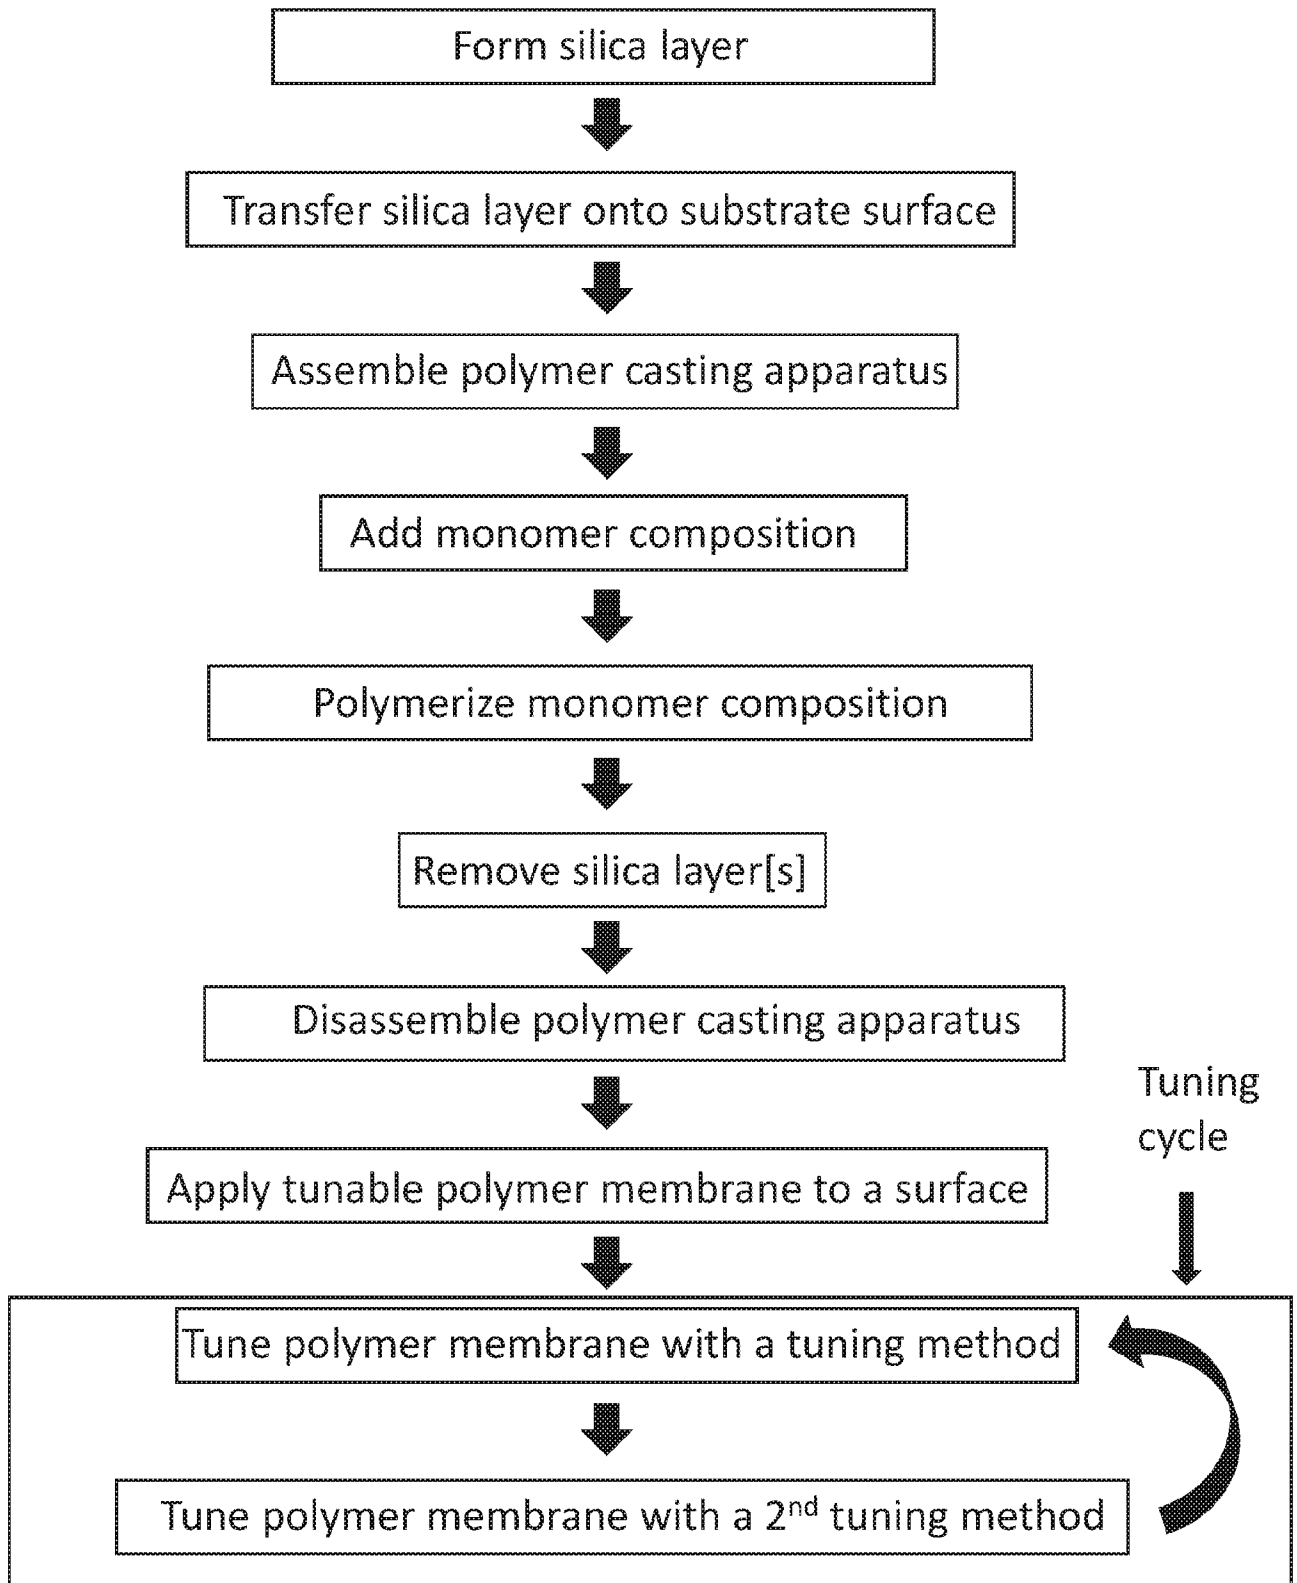 Form silica layer
Transfer silica layer onto substrate surface
Assemble polymer casting apparatus
Add monomer composition
Polymerize monomer composition
Remove silica layer[s]
Disassemble polymer casting apparatus
Tuning
cycle
Apply tunable polymer membrane to a surface
Tune polymer membrane with a tuning method
Tune polymer membrane with a 2nd tuning method